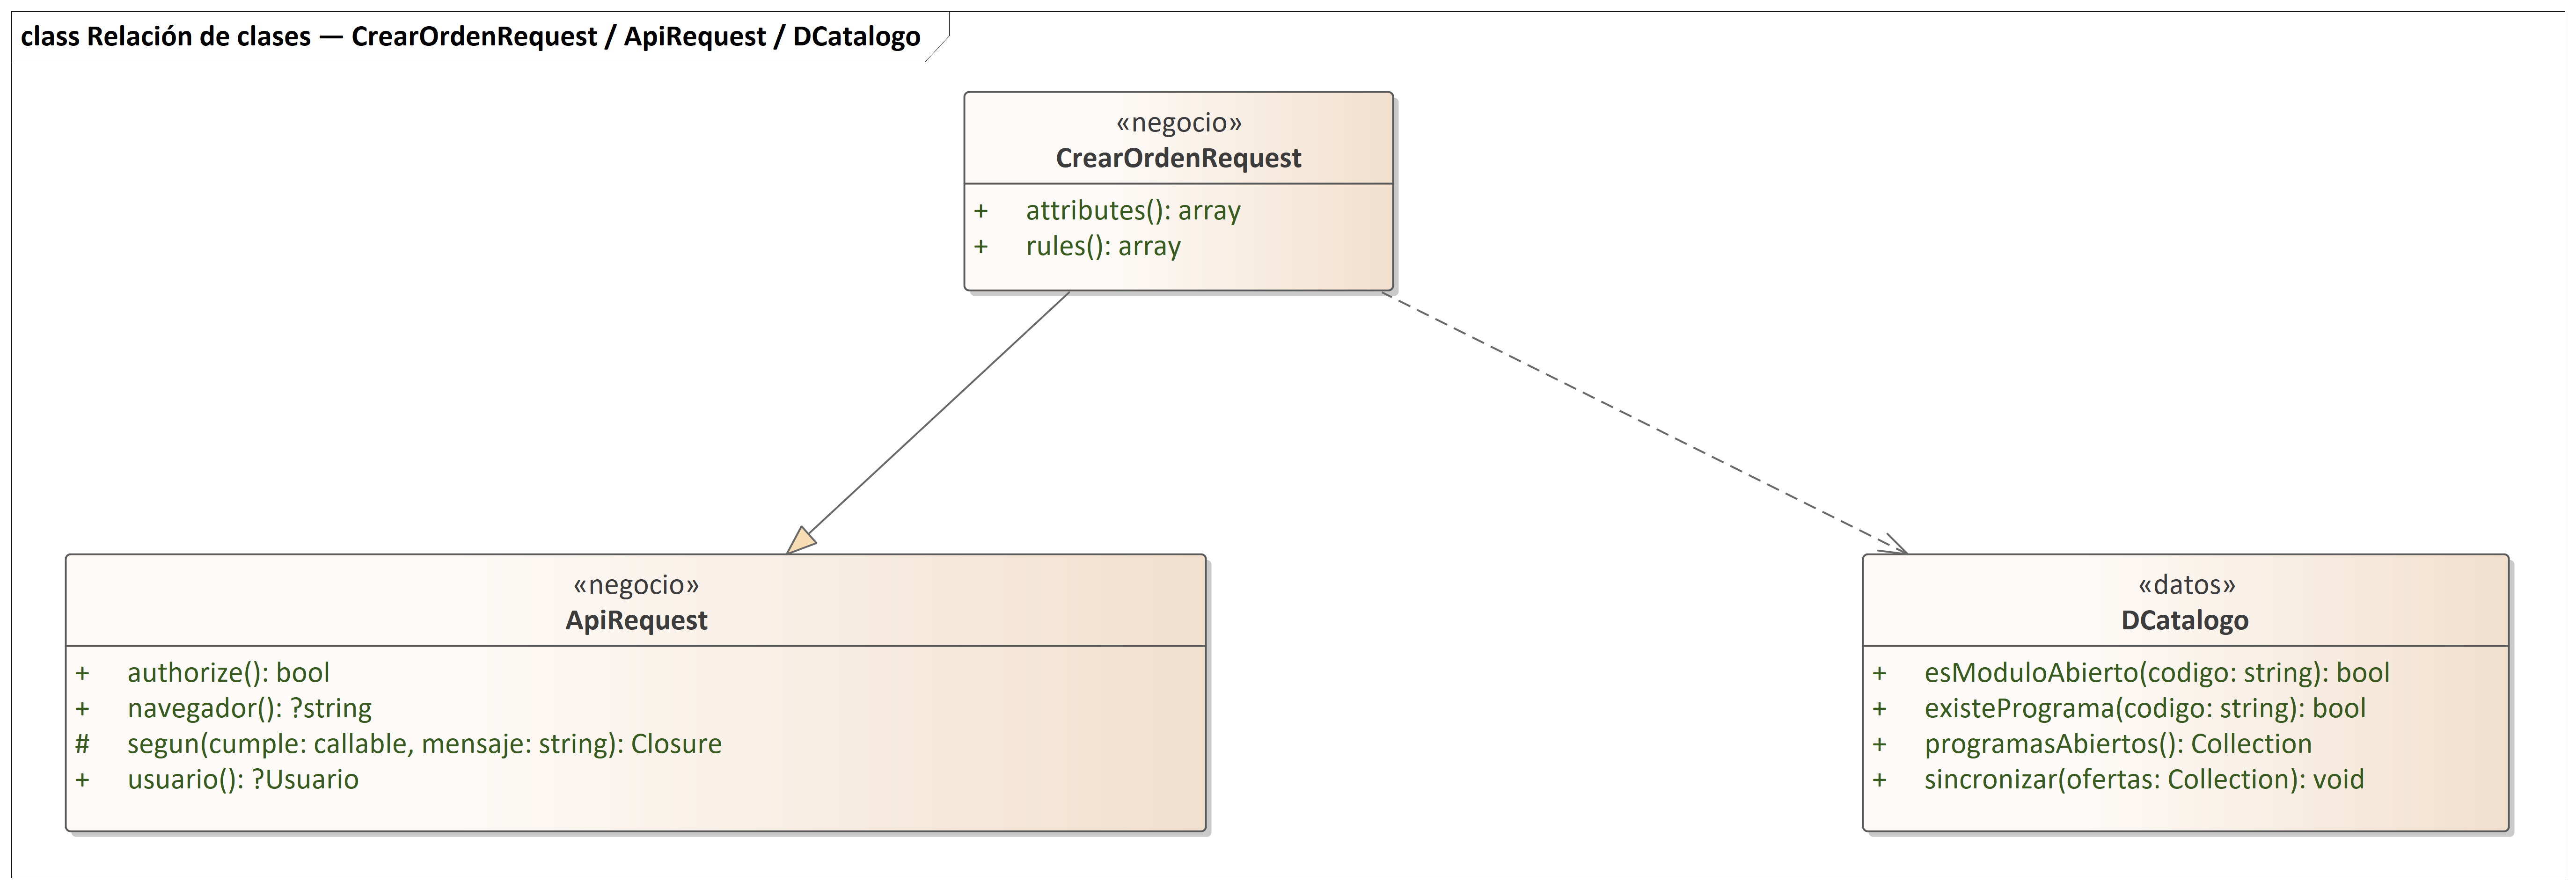 class Relación de clases — CrearOrdenRequest / ApiRequest / DCatalogo
«negocio»
CrearOrdenRequest
+ attributes(): array
+ rules(): array
«negocio»
ApiRequest
+ authorize(): bool
+ navegador(): ?string
# segun(cumple: callable, mensaje: string): Closure
+ usuario(): ?Usuario
«datos»
DCatalogo
+ esModuloAbierto(codigo: string): bool
+ existePrograma(codigo: string): bool
+ programasAbiertos(): Collection
+ sincronizar(ofertas: Collection): void